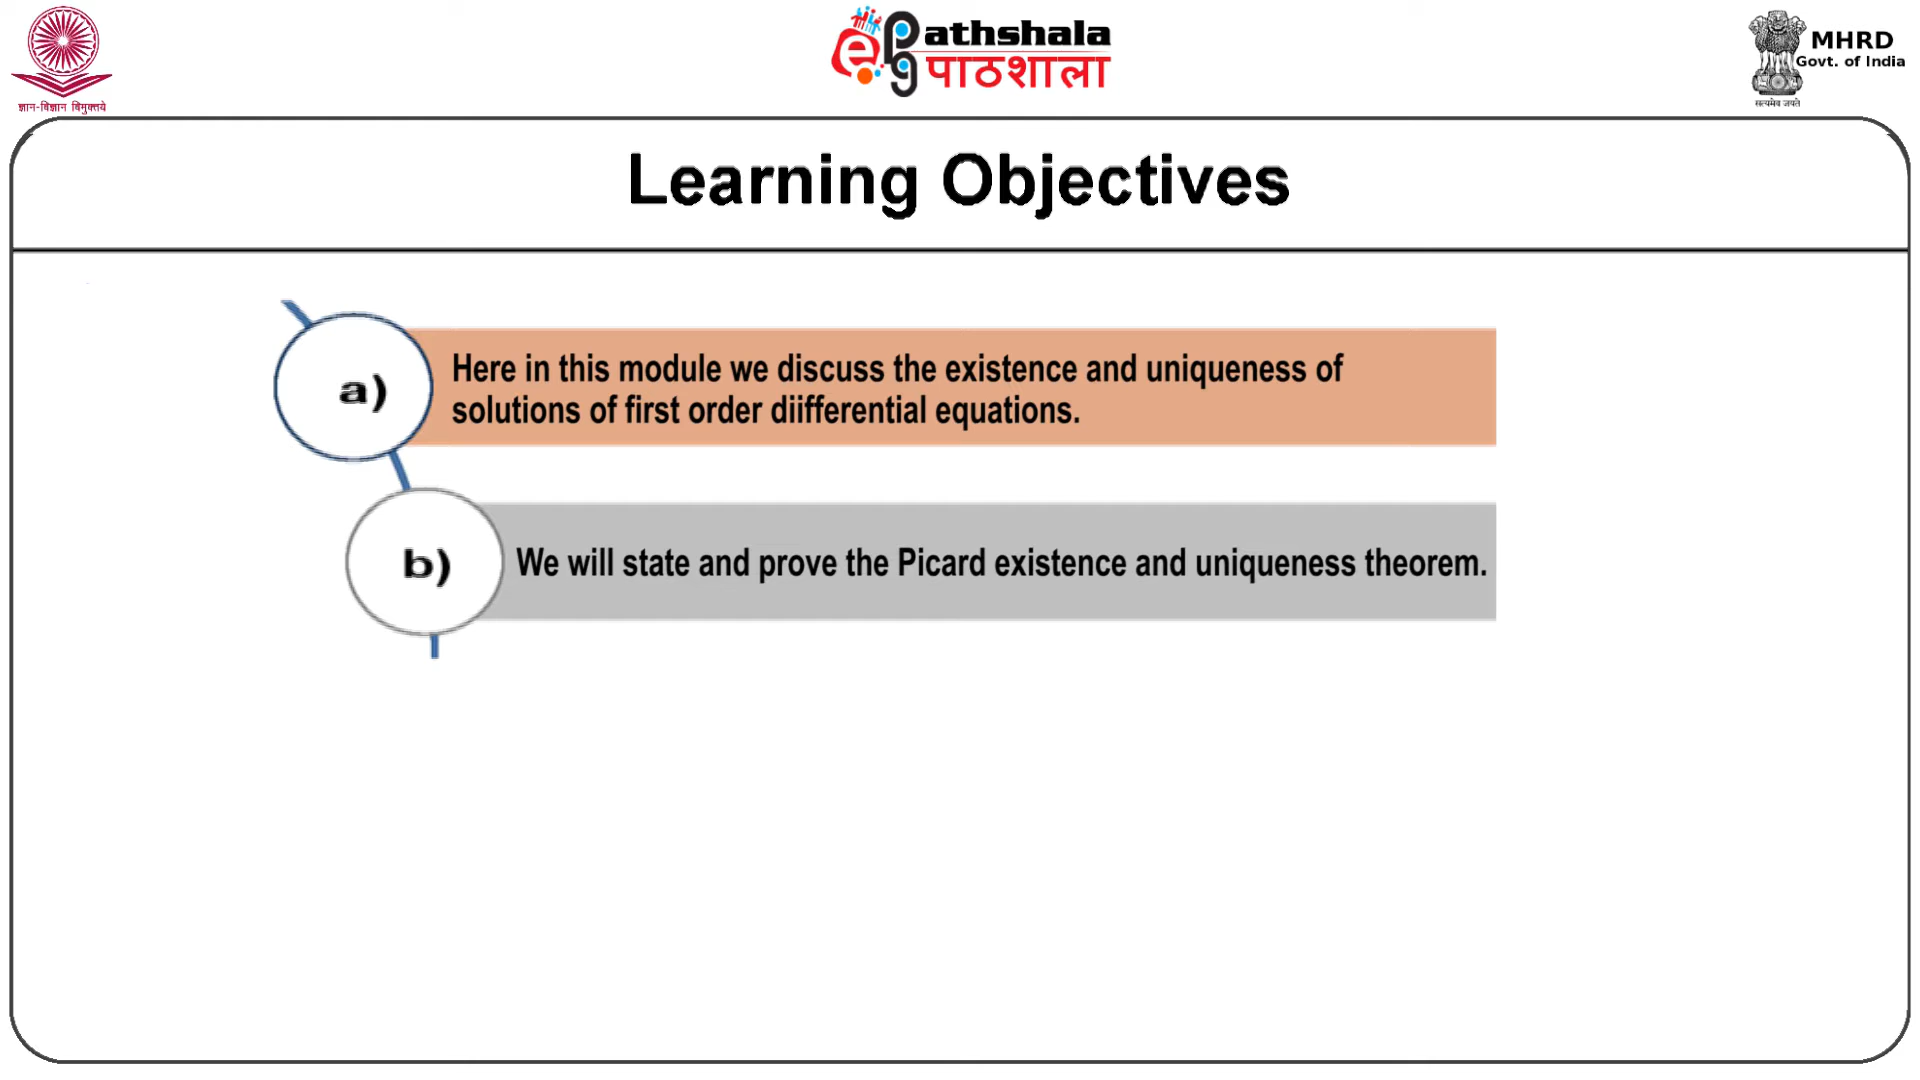 ज्ञान-विज्ञान विमुक्तये
ePG athshala
पाठशाला
MHRD
Govt. of India
सत्यमेव जयते
Learning Objectives
a)
Here in this module we discuss the existence and uniqueness of
solutions of first order diifferential equations.
b)
We will state and prove the Picard existence and uniqueness theorem.